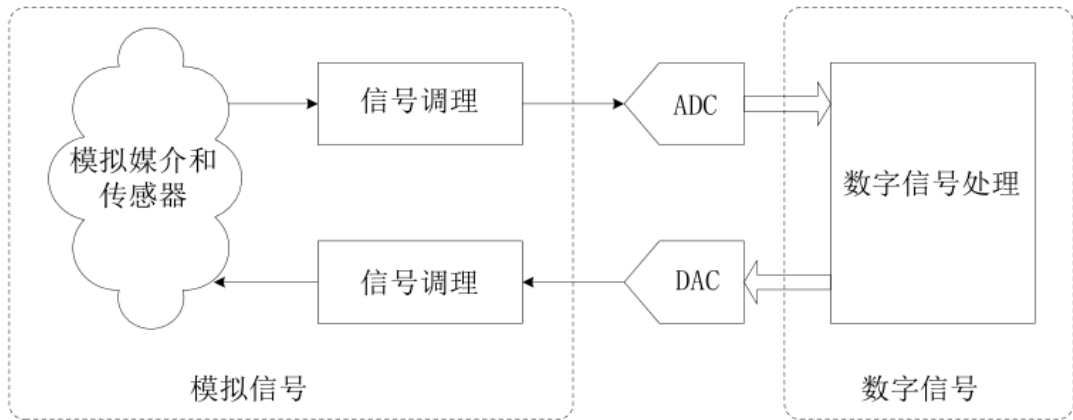 信号调理
ADC
模拟媒介和
传感器
数字信号处理
信号调理
DAC
模拟信号
数字信号